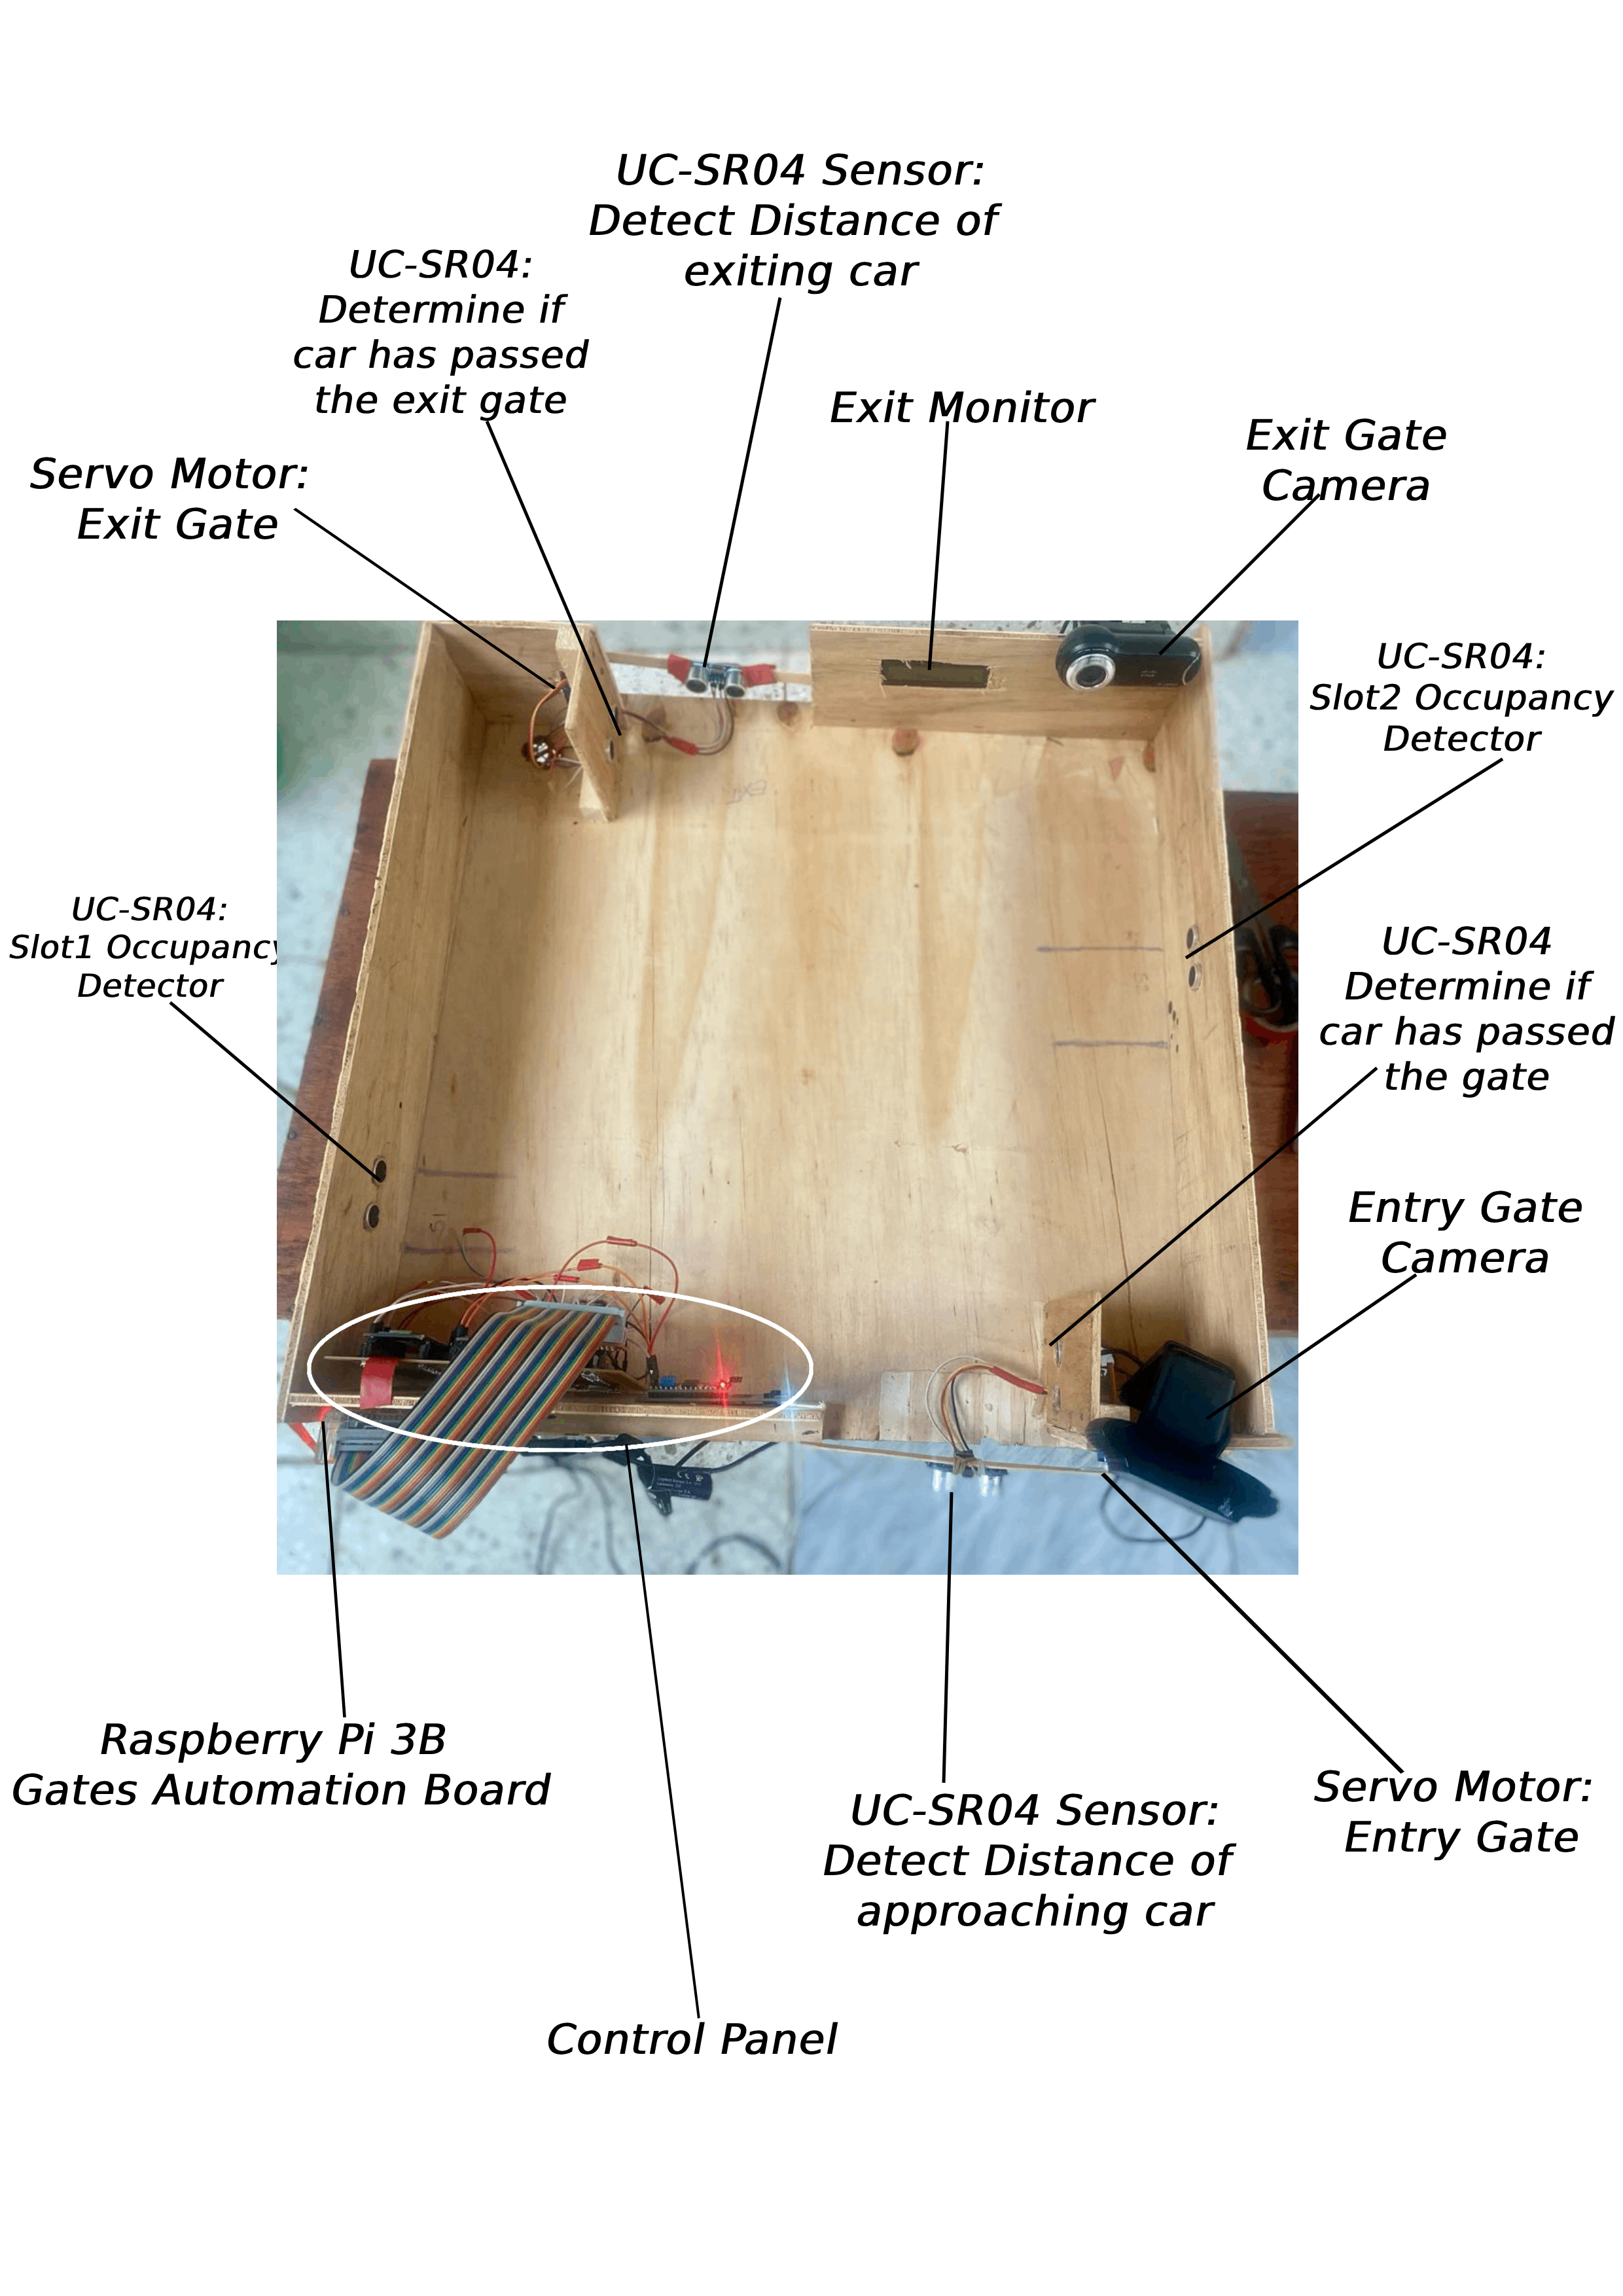 UC-SR04 Sensor:
Detect Distance of
exiting car
UC-SR04:
Determine if
car has passed
the exit gate
Exit Monitor
Exit Gate
Camera
Servo Motor:
Exit Gate
UC-SR04:
Slot2 Occupancy
Detector
UC-SR04:
Slot1 Occupancy
Detector
UC-SR04
Determine if
car has passed
the gate
Entry Gate
Camera
Raspberry Pi 3B
Gates Automation Board
UC-SR04 Sensor:
Detect Distance of
approaching car
Servo Motor:
Entry Gate
Control Panel